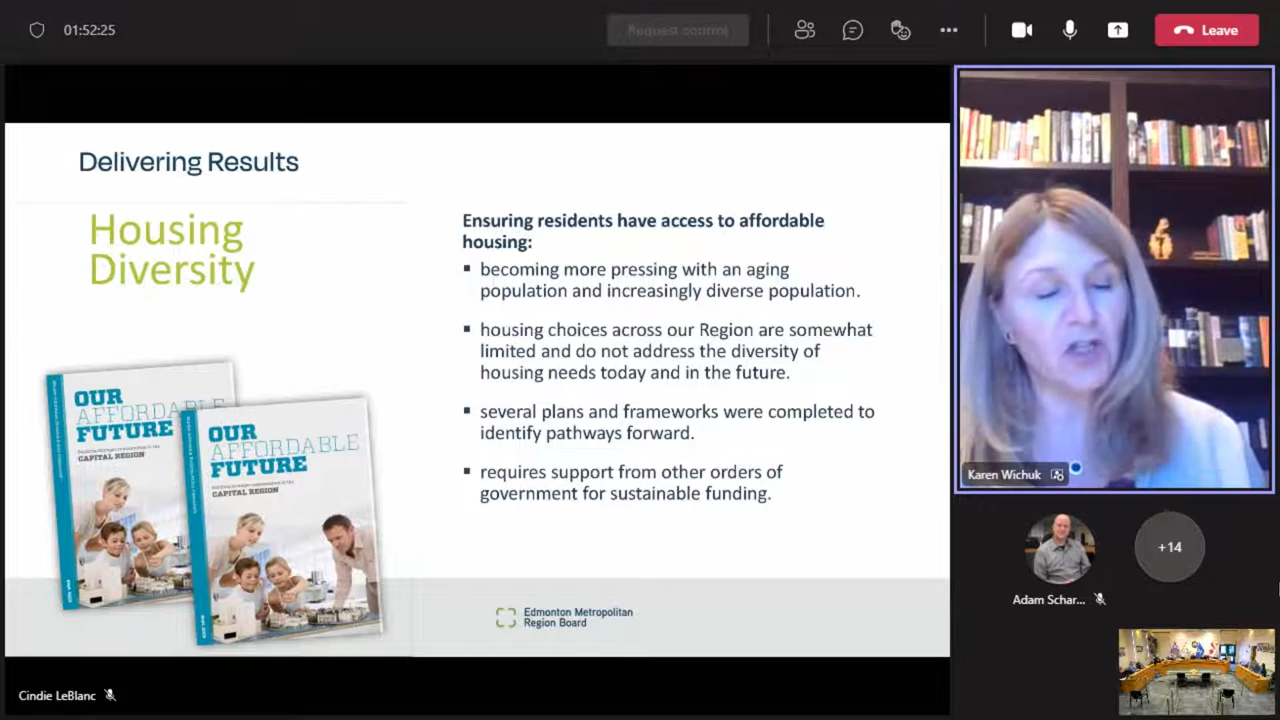 01:52:25
Request control
Leave
Delivering Results
Housing
Diversity
Ensuring residents have access to affordable
housing:
becoming more pressing with an aging
population and increasingly diverse population.
housing choices across our Region are somewhat
limited and do not address the diversity of
housing needs today and in the future.
several plans and frameworks were completed to
identify pathways forward.
requires support from other orders of
government for sustainable funding.
OUR
AFFORDABLE
FUTURE
CAPITAL REGION
OUR
AFFORDABLE
FUTURE
CAPITAL REGION
Edmonton Metropolitan
Region Board
Karen Wichuk
+14
Adam Schar...
Cindie LeBlanc